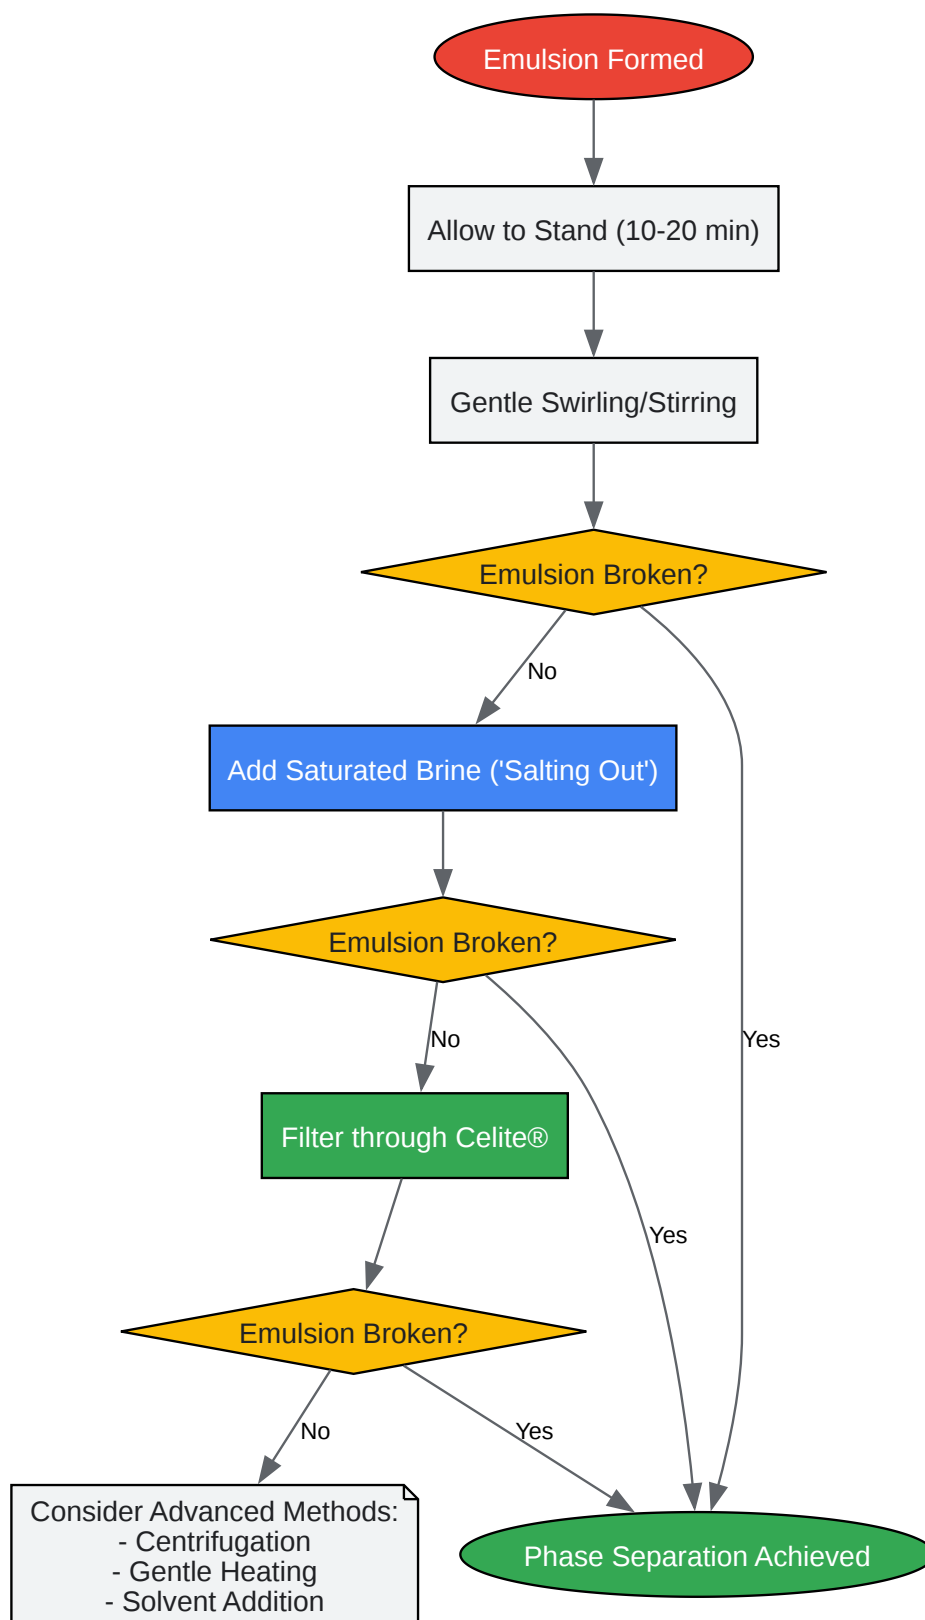 Emulsion Formed
Allow to Stand (10-20 min)
Gentle Swirling/Stirring
Emulsion Broken?
No
Add Saturated Brine ('Salting Out')
Emulsion Broken?
No
Yes
Filter through Celite®
Yes
Emulsion Broken?
No
Yes
Consider Advanced Methods:
- Centrifugation
- Gentle Heating
- Solvent Addition
Phase Separation Achieved